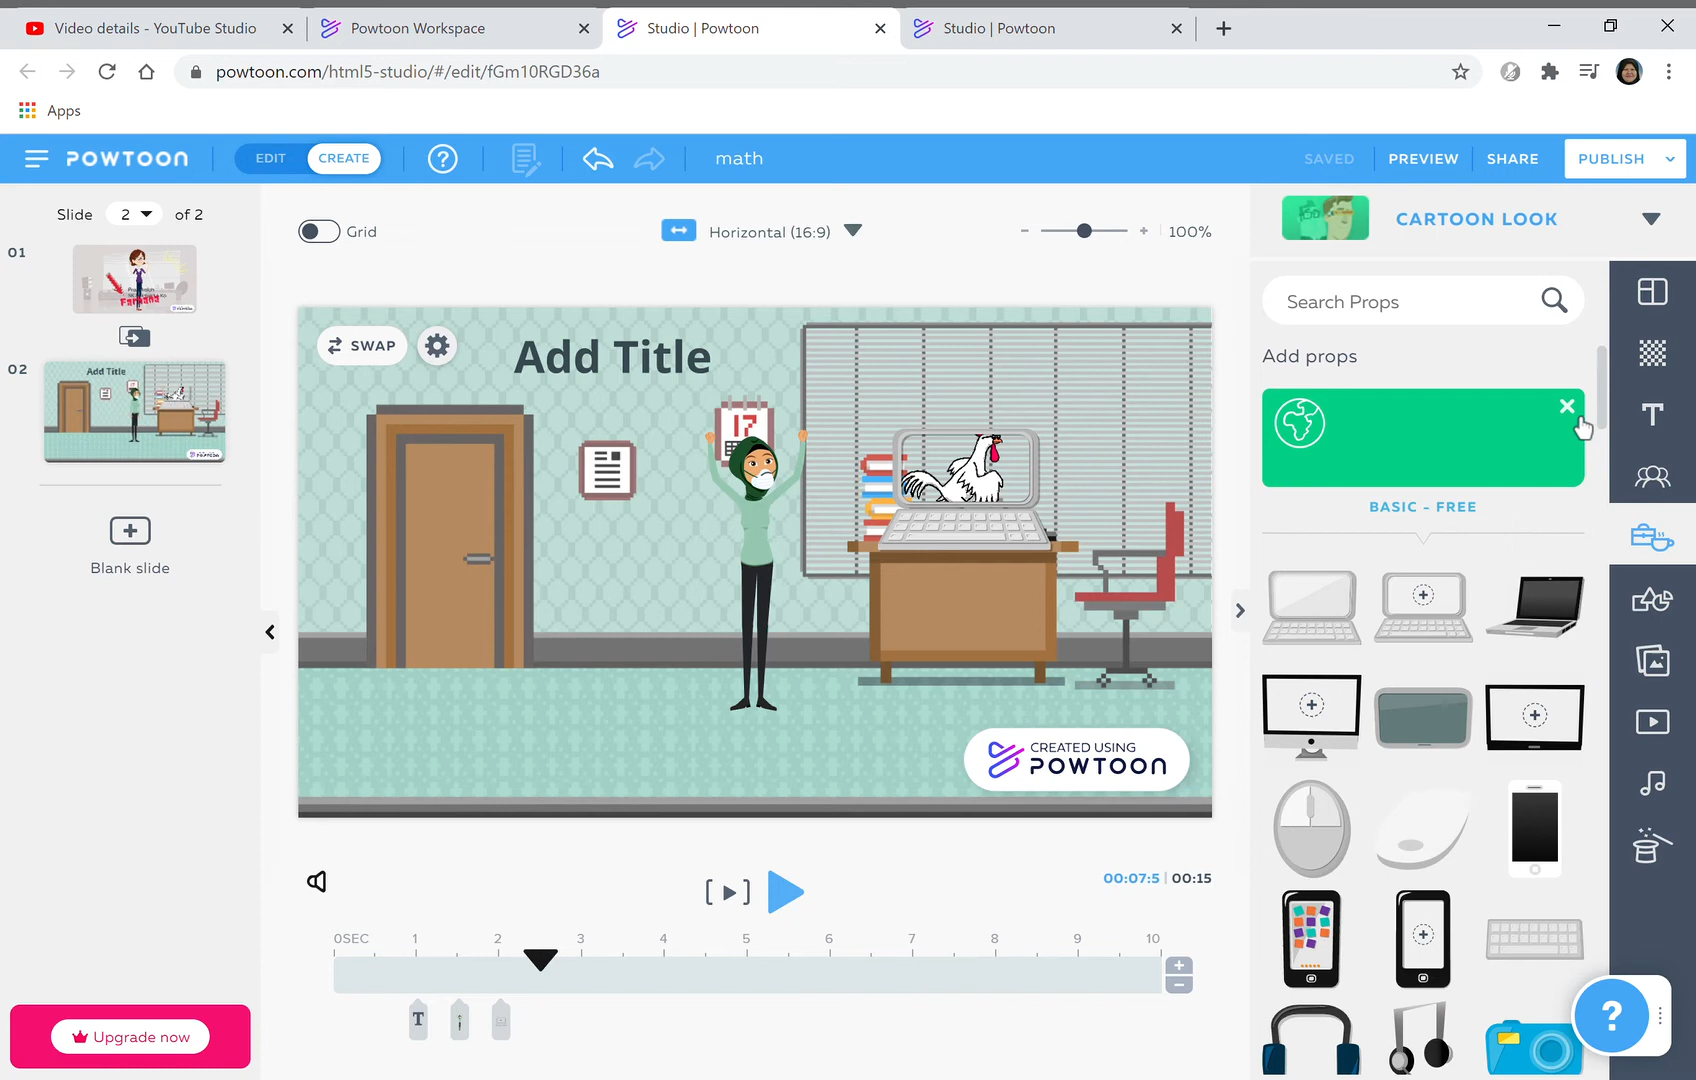 Video details - YouTube Studio
Powtoon Workspace
Studio | Powtoon
Studio | Powtoon
powtoon.com/html5-studio/#/edit/fGm10RGD36a
Apps
POWTOON
EDIT
CREATE
?
math
SAVED
PREVIEW
SHARE
PUBLISH
Slide 2 of 2
Grid
Horizontal (16:9)
100%
CARTOON LOOK
01
Farhana
02
Add Title
Blank slide
SWAP
Add Title
17
CREATED USING
POWTOON
Search Props
Add props
BASIC - FREE
T
00:07:5 | 00:15
0SEC 1 2 3 4 5 6 7 8 9 10
T
Upgrade now
?